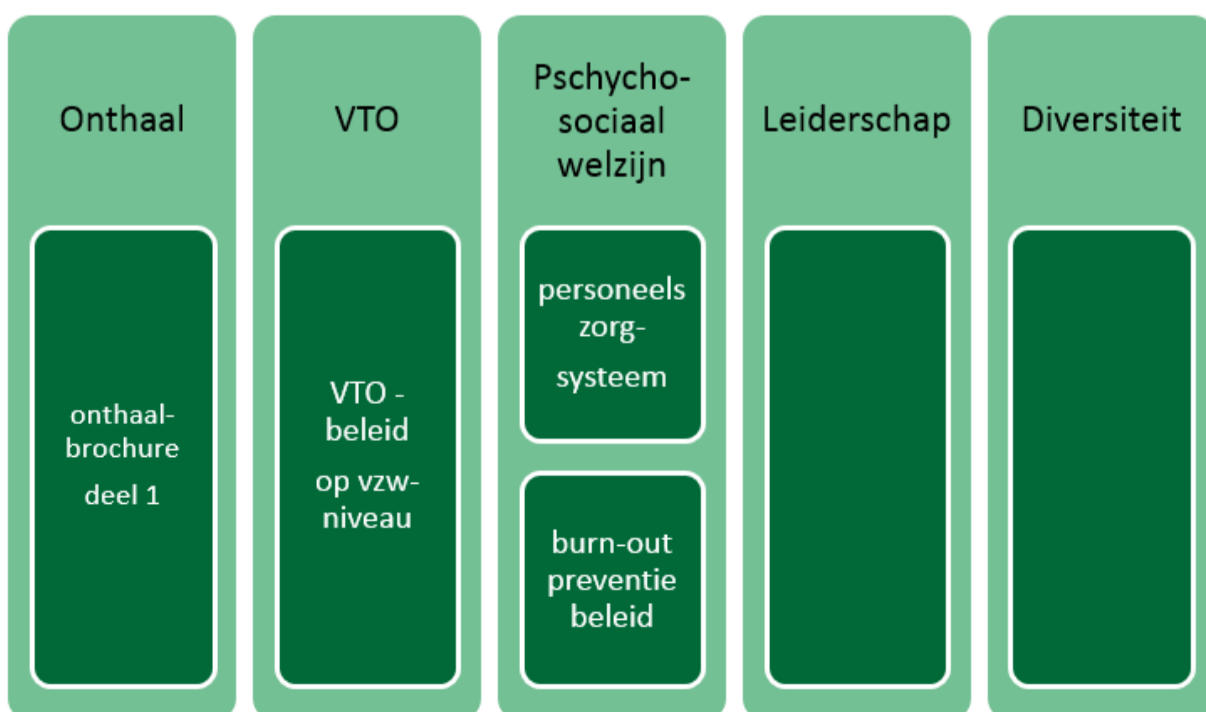 Onthaal
onthaal-
brochure
deel 1
VTO
VTO -
beleid
op vzw-
niveau
Pschycho-
sociaal
welzijn
personeels
zorg-
systeem
burn-out
preventie
beleid
Leiderschap
Diversiteit